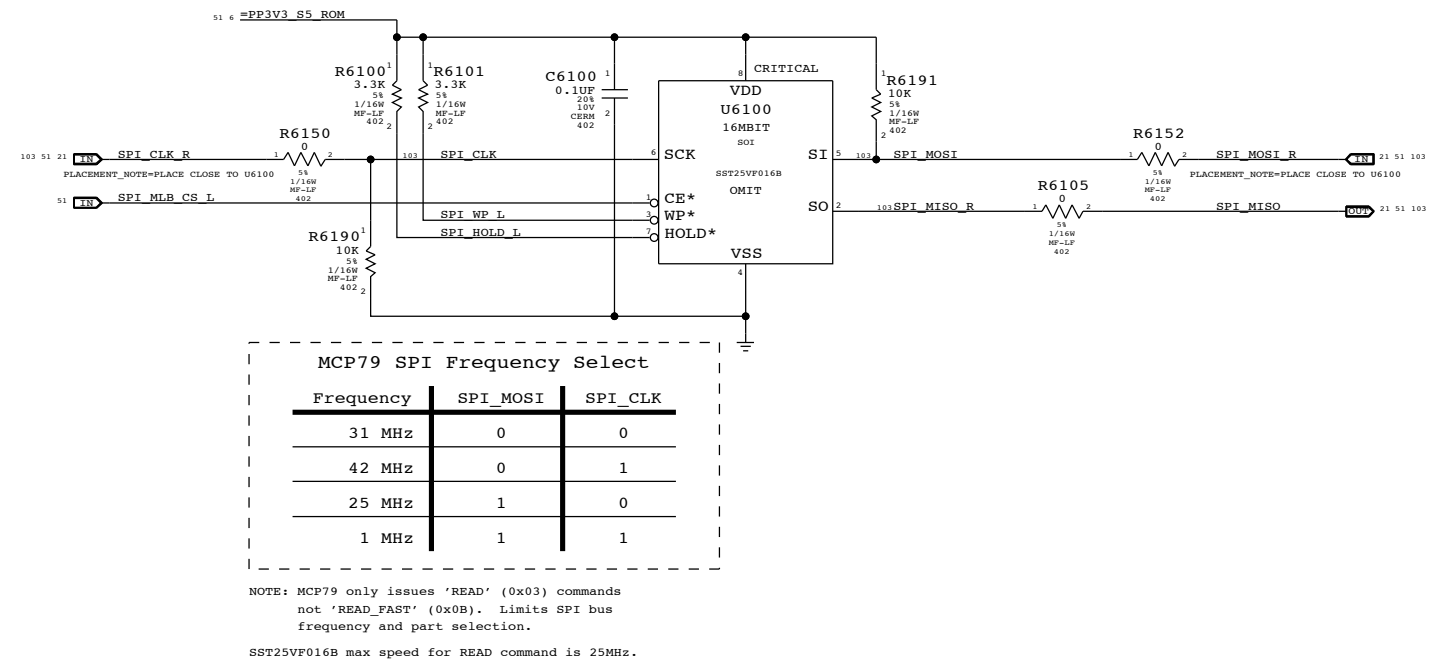 51 6 =PP3V3_S5_ROM
R6100 1
3.3K
5%
1/16W
MF-LF
402
2
1 R6101
3.3K
5%
1/16W
MF-LF
402
2
C6100 1
0.1UF
20%
10V
CERM
402
2
8 CRITICAL
VDD
U6100
16MBIT
SOI
SST25VF016B
OMIT
VSS
4
6 SCK
1 CE*
3 WP*
7 HOLD*
SI 5
SO 2
1 R6191
10K
5%
1/16W
MF-LF
402
2
R6150
0
1 2
5%
1/16W
MF-LF
402
103 51 21 IN SPI_CLK_R
PLACEMENT_NOTE=PLACE CLOSE TO U6100
103 SPI_CLK
51 IN SPI_MLB_CS_L
SPI_WP_L
SPI_HOLD_L
R6190 1
10K
5%
1/16W
MF-LF
402 2
103 SPI_MOSI
R6152
0
1 2
5%
1/16W
MF-LF
402
SPI_MOSI_R IN 21 51 103
PLACEMENT_NOTE=PLACE CLOSE TO U6100
103 SPI_MISO_R
R6105
0
1 2
5%
1/16W
MF-LF
402
SPI_MISO OUT 21 51 103
MCP79 SPI Frequency Select
Frequency SPI_MOSI SPI_CLK
31 MHz 0 0
42 MHz 0 1
25 MHz 1 0
1 MHz 1 1
NOTE: MCP79 only issues 'READ' (0x03) commands
not 'READ_FAST' (0x0B). Limits SPI bus
frequency and part selection.
SST25VF016B max speed for READ command is 25MHz.